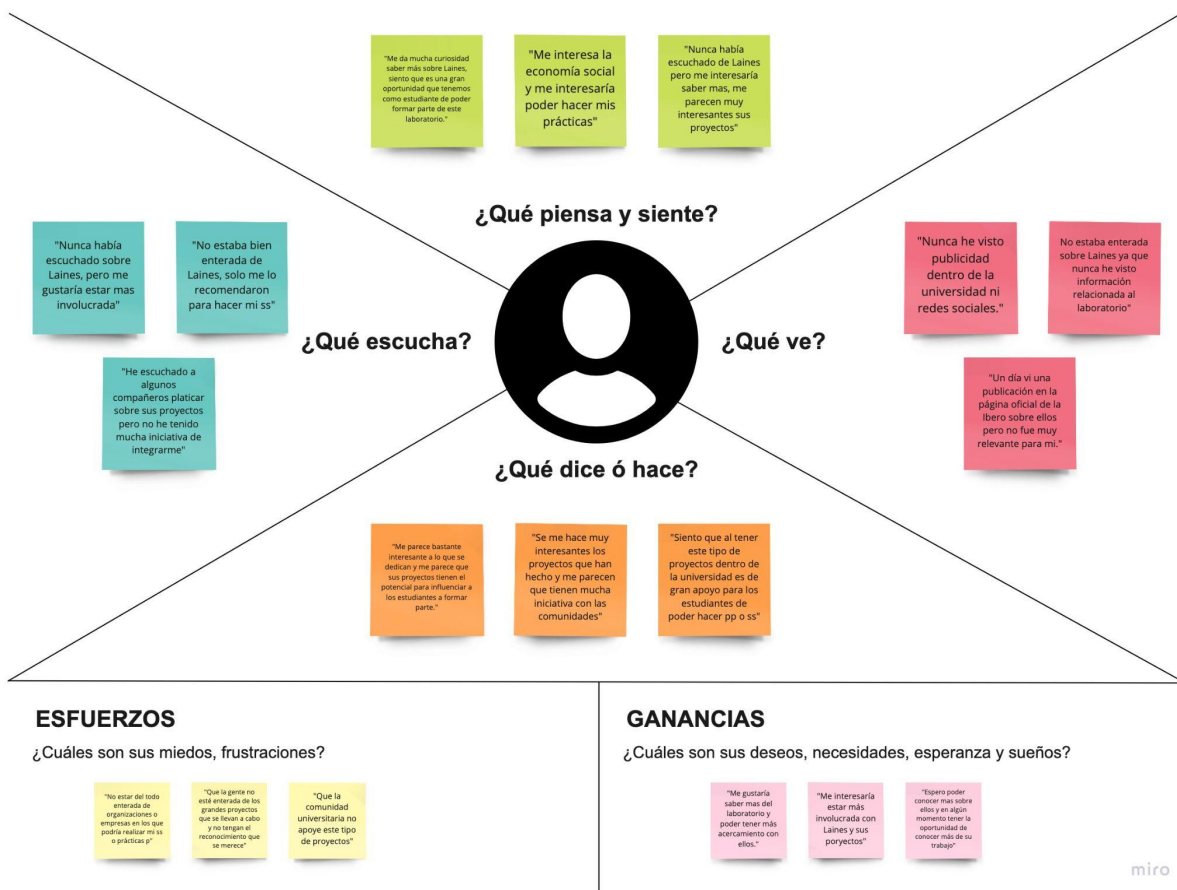 "Me da mucha curiosidad
saber más sobre Laines,
siento que es una gran
oportunidad que tenemos
como estudiante de poder
formar parte de este
laboratorio."
"Me interesa la
economía social
y me interesaría
poder hacer mis
prácticas"
"Nunca había
escuchado de Laines
pero me interesaría
saber mas, me
parecen muy
interesantes sus
proyectos"
¿Qué piensa y siente?
"Nunca había
escuchado sobre
Laines, pero me
gustaría estar mas
involucrada"
"No estaba bien
enterada de
Laines, solo me lo
recomendaron
para hacer mi ss"
"He escuchado a
algunos
compañeros platicar
sobre sus proyectos
pero no he tenido
mucha iniciativa de
integrarme"
¿Qué escucha?
¿Qué ve?
"Nunca he visto
publicidad
dentro de la
universidad ni
redes sociales."
No estaba enterada
sobre Laines ya que
nunca he visto
información
relacionada al
laboratorio"
"Un día vi una
publicación en la
página oficial de la
Ibero sobre ellos
pero no fue muy
relevante para mi."
¿Qué dice ó hace?
"Me parece bastante
interesante a lo que se
dedican y me parece que
sus proyectos tienen el
potencial para influenciar a
los estudiantes a formar
parte."
"Se me hace muy
interesantes los
proyectos que han
hecho y me parecen
que tienen mucha
iniciativa con las
comunidades"
"Siento que al tener
este tipo de
proyectos dentro de
la universidad es de
gran apoyo para los
estudiantes de
poder hacer pp o ss"
ESFUERZOS
¿Cuáles son sus miedos, frustraciones?
"No estar del todo
enterada de
organizaciones o
empresas en los que
podría realizar mi ss
o prácticas p"
"Que la gente no
esté enterada de los
grandes proyectos
que se llevan a cabo
y no tengan el
reconocimiento que
se merece"
"Que la
comunidad
universitaria no
apoye este tipo
de proyectos"
GANANCIAS
¿Cuáles son sus deseos, necesidades, esperanza y sueños?
"Me gustaría
saber mas del
laboratorio y
poder tener más
acercamiento con
ellos."
"Me interesaría
estar más
involucrada con
Laines y sus
poryectos"
"Espero poder
conocer mas sobre
ellos y en algún
momento tener la
oportunidad de
conocer más de su
trabajo"
miro